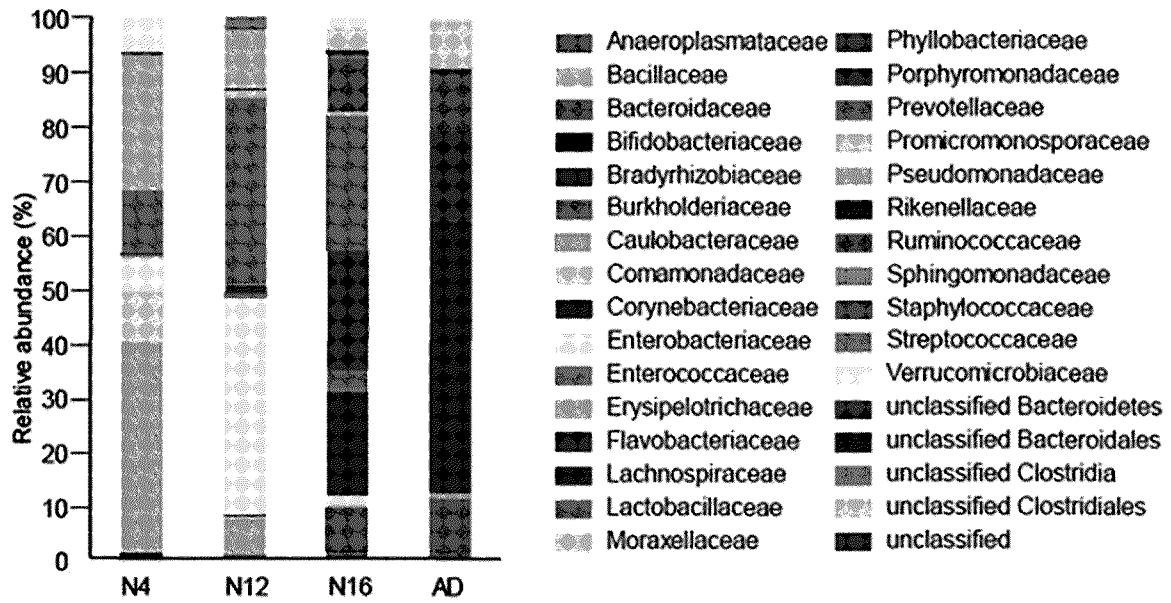 100
90
80
70
60
50
40
30
20
10
0
Relative abundance (%)
N4 N12 N16 AD
Anaeroplasmataceae
Bacillaceae
Bacteroidaceae
Bifidobacteriaceae
Bradyrhizobiaceae
Burkholderiaceae
Caulobacteraceae
Comamonadaceae
Corynebacteriaceae
Enterobacteriaceae
Enterococcaceae
Erysipelotrichaceae
Flavobacteriaceae
Lachnospiraceae
Lactobacillaceae
Moraxellaceae
Phyllobacteriaceae
Porphyromonadaceae
Prevotellaceae
Promicromonosporaceae
Pseudomonadaceae
Rikenellaceae
Ruminococcaceae
Sphingomonadaceae
Staphylococcaceae
Streptococcaceae
Verrucomicrobiaceae
unclassified Bacteroidetes
unclassified Bacteroidales
unclassified Clostridia
unclassified Clostridiales
unclassified